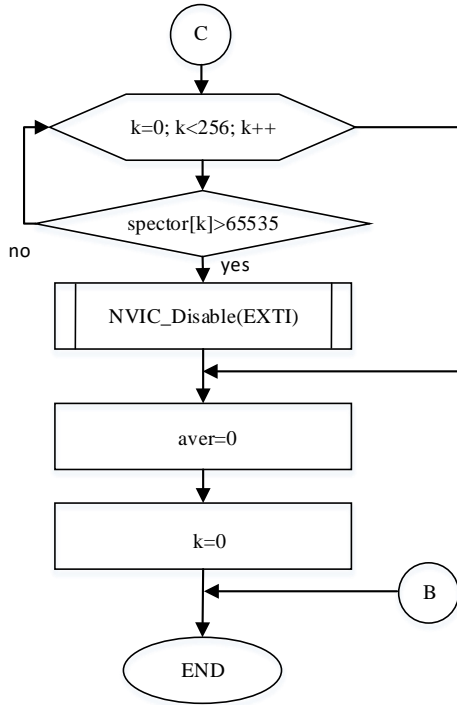 C
k=0; k<256; k++
spector[k]>65535
no
yes
NVIC_Disable(EXTI)
aver=0
k=0
B
END